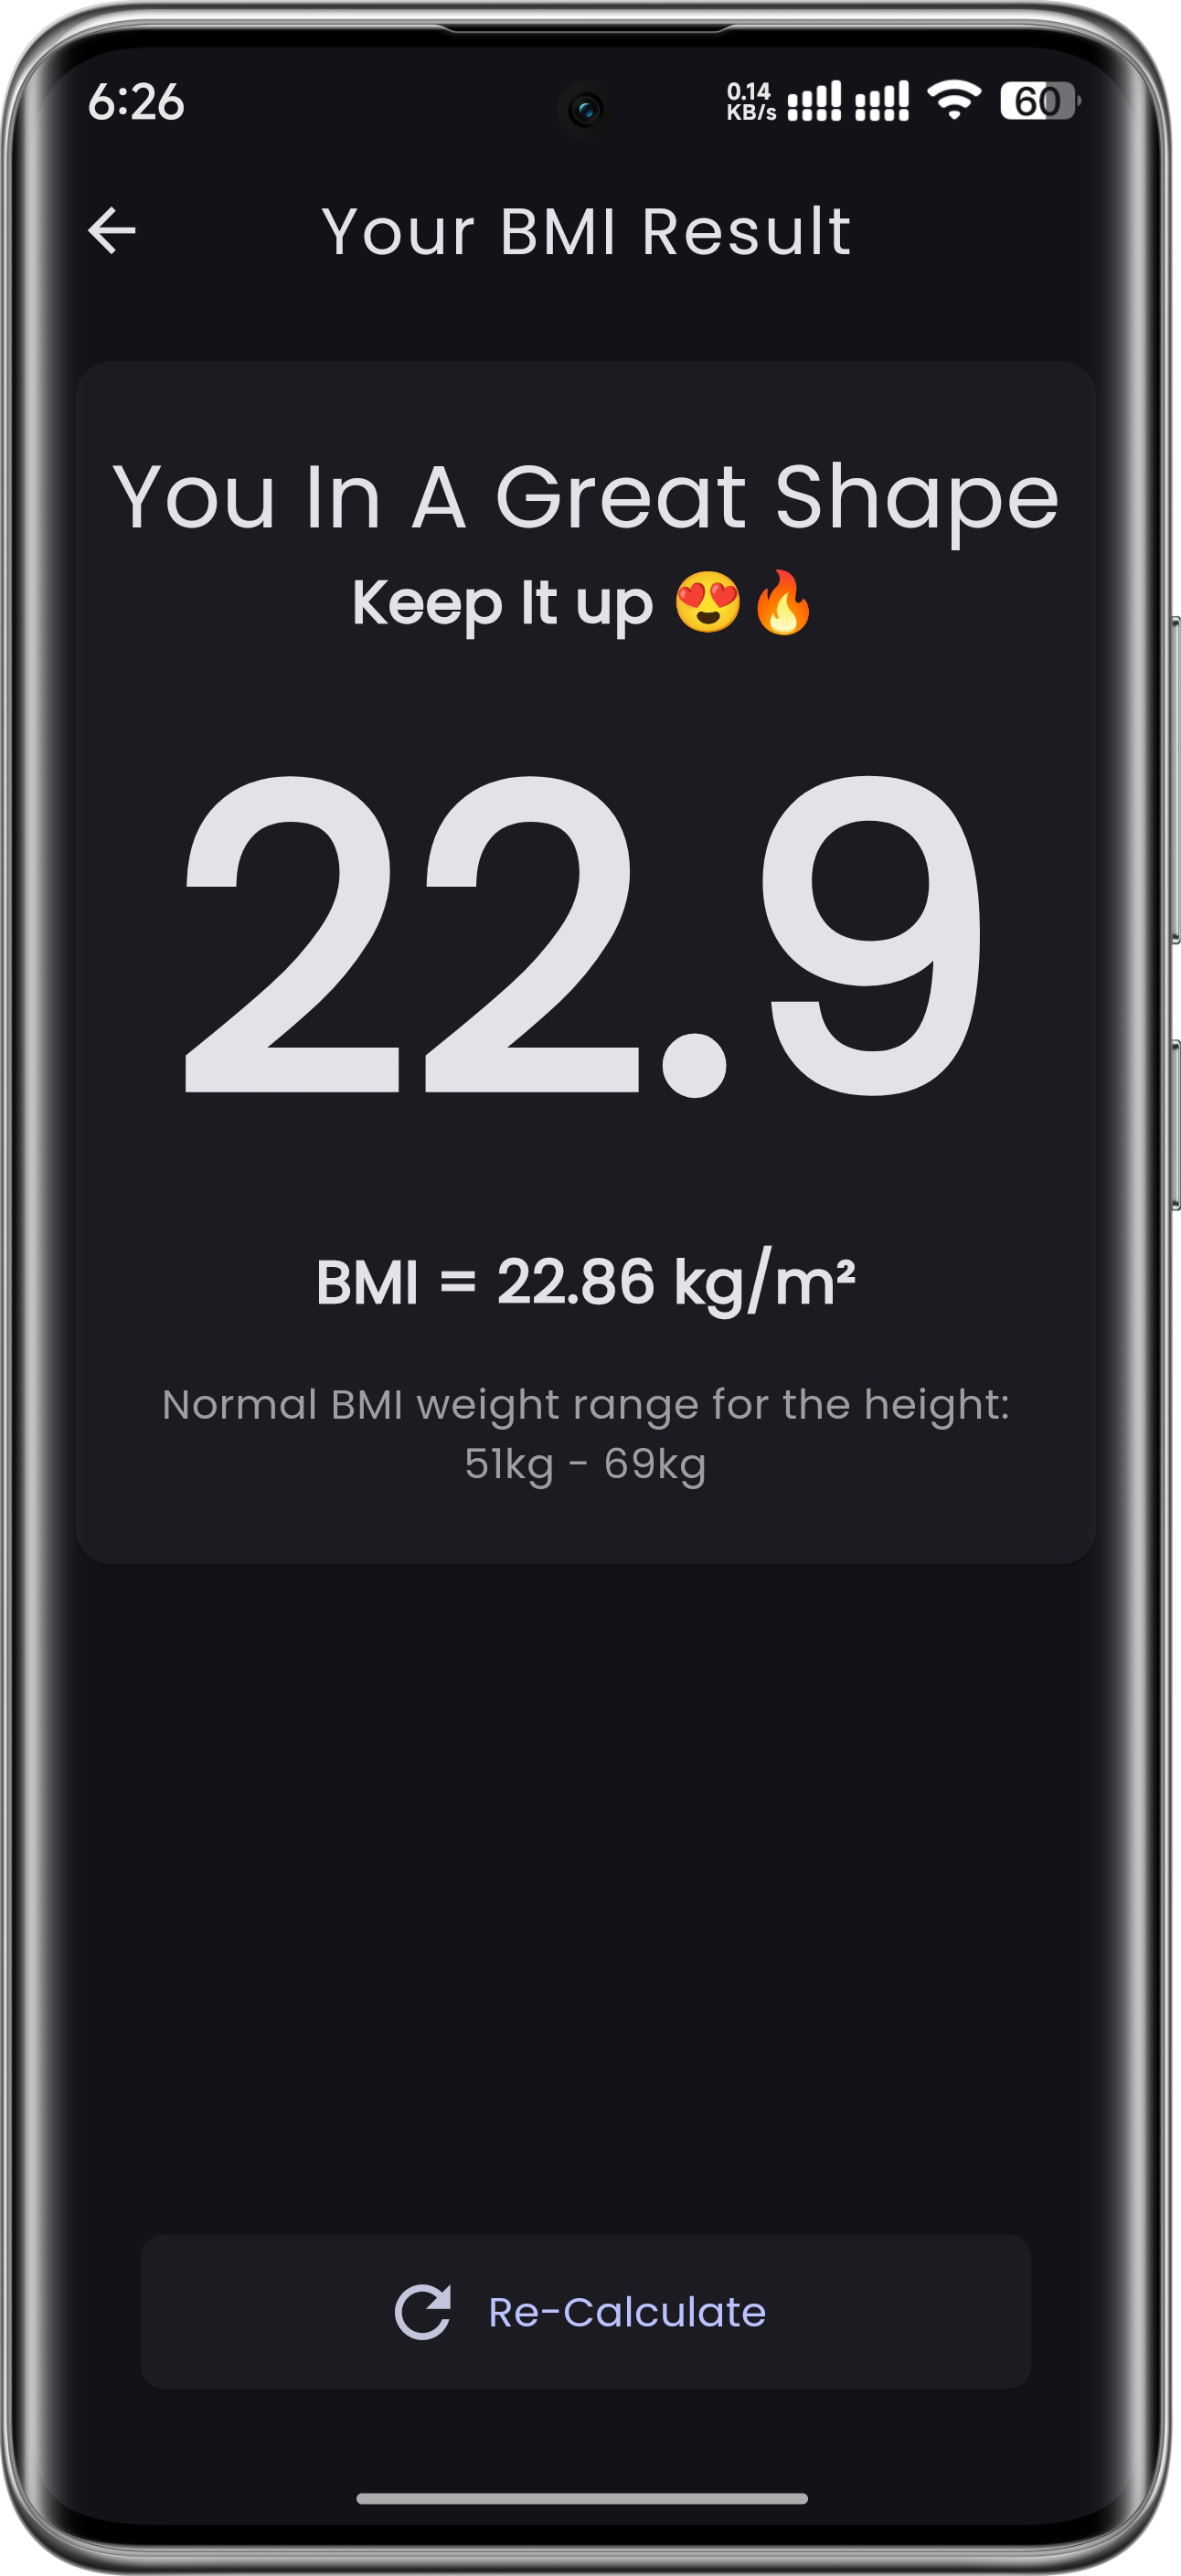 6:26
0.14
KB/s
60
Your BMI Result
You In A Great Shape
Keep It up 😍🔥
22.9
BMI = 22.86 kg/m²
Normal BMI weight range for the height:
51kg - 69kg
Re-Calculate